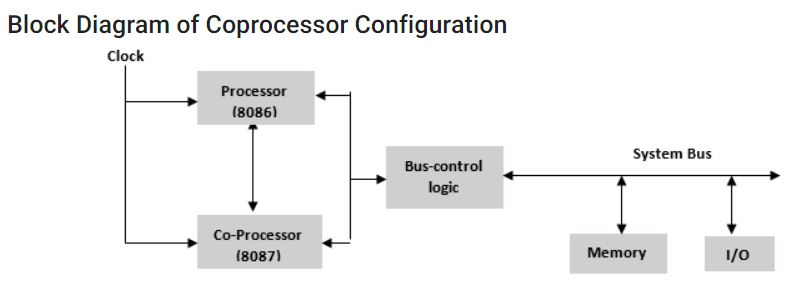 Block Diagram of Coprocessor Configuration
Clock
Processor
(8086)
Bus-control
logic
System Bus
Co-Processor
(8087)
Memory
I/O